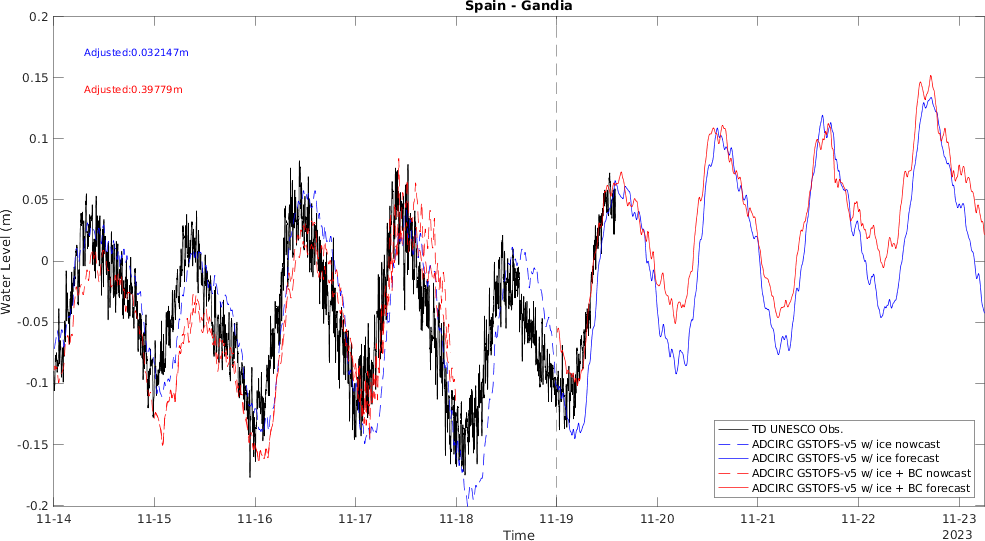 Spain - Gandia
Adjusted:0.032147m
Adjusted:0.39779m
0.2
0.15
0.1
0.05
0
-0.05
-0.1
-0.15
-0.2
Water Level (m)
11-14
11-15
11-16
11-17
11-18
11-19
11-20
11-21
11-22
11-23
2023
Time
TD UNESCO Obs.
ADCIRC GSTOFS-v5 w/ ice nowcast
ADCIRC GSTOFS-v5 w/ ice forecast
ADCIRC GSTOFS-v5 w/ ice + BC nowcast
ADCIRC GSTOFS-v5 w/ ice + BC forecast